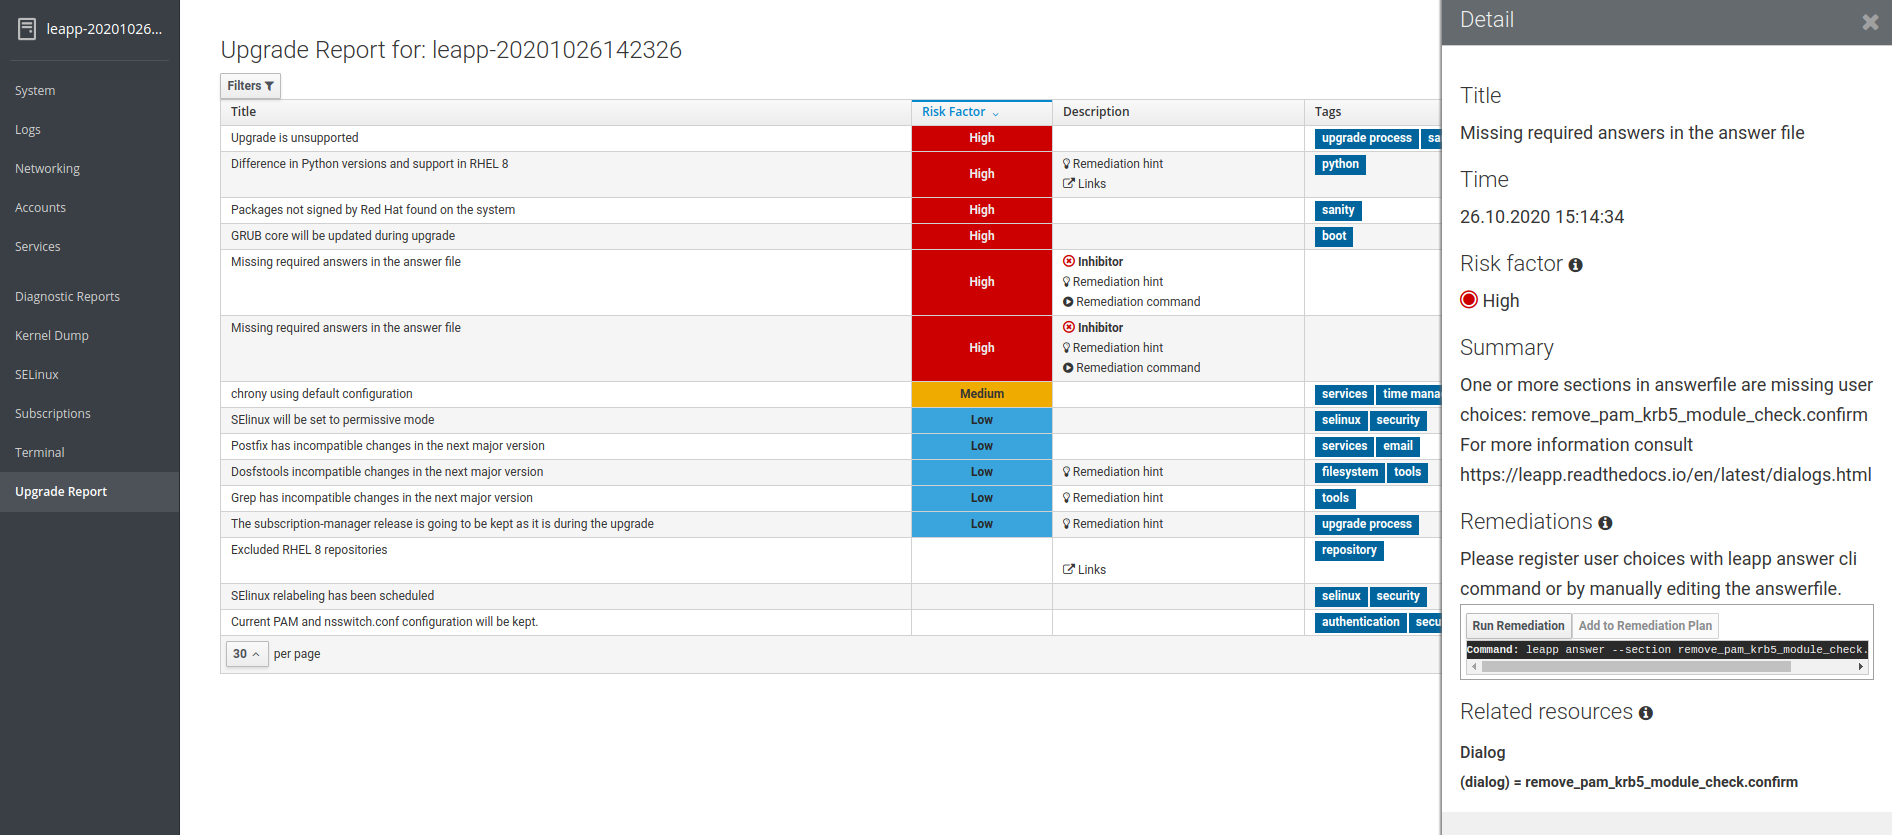 leapp-20201026...
System
Logs
Networking
Accounts
Services
Diagnostic Reports
Kernel Dump
SELinux
Subscriptions
Terminal
Upgrade Report
Upgrade Report for: leapp-20201026142326
Filters
Title Risk Factor Description Tags
Upgrade is unsupported High upgrade process sa
Difference in Python versions and support in RHEL 8 High Remediation hint python
Links
Packages not signed by Red Hat found on the system High sanity
GRUB core will be updated during upgrade High boot
Missing required answers in the answer file High Inhibitor
Remediation hint
Remediation command
Missing required answers in the answer file High Inhibitor
Remediation hint
Remediation command
chrony using default configuration Medium services time mana
SElinux will be set to permissive mode Low selinux security
Postfix has incompatible changes in the next major version Low services email
Dosfstools incompatible changes in the next major version Low Remediation hint filesystem tools
Grep has incompatible changes in the next major version Low Remediation hint tools
The subscription-manager release is going to be kept as it is during the upgrade Low Remediation hint upgrade process
Excluded RHEL 8 repositories repository
Links
SElinux relabeling has been scheduled selinux security
Current PAM and nsswitch.conf configuration will be kept. authentication secu
30 per page
Detail
Title
Missing required answers in the answer file
Time
26.10.2020 15:14:34
Risk factor
High
Summary
One or more sections in answerfile are missing user
choices: remove_pam_krb5_module_check.confirm
For more information consult
https://leapp.readthedocs.io/en/latest/dialogs.html
Remediations
Please register user choices with leapp answer cli
command or by manually editing the answerfile.
Run Remediation Add to Remediation Plan
Command: leapp answer --section remove_pam_krb5_module_check.
Related resources
Dialog
(dialog) = remove_pam_krb5_module_check.confirm